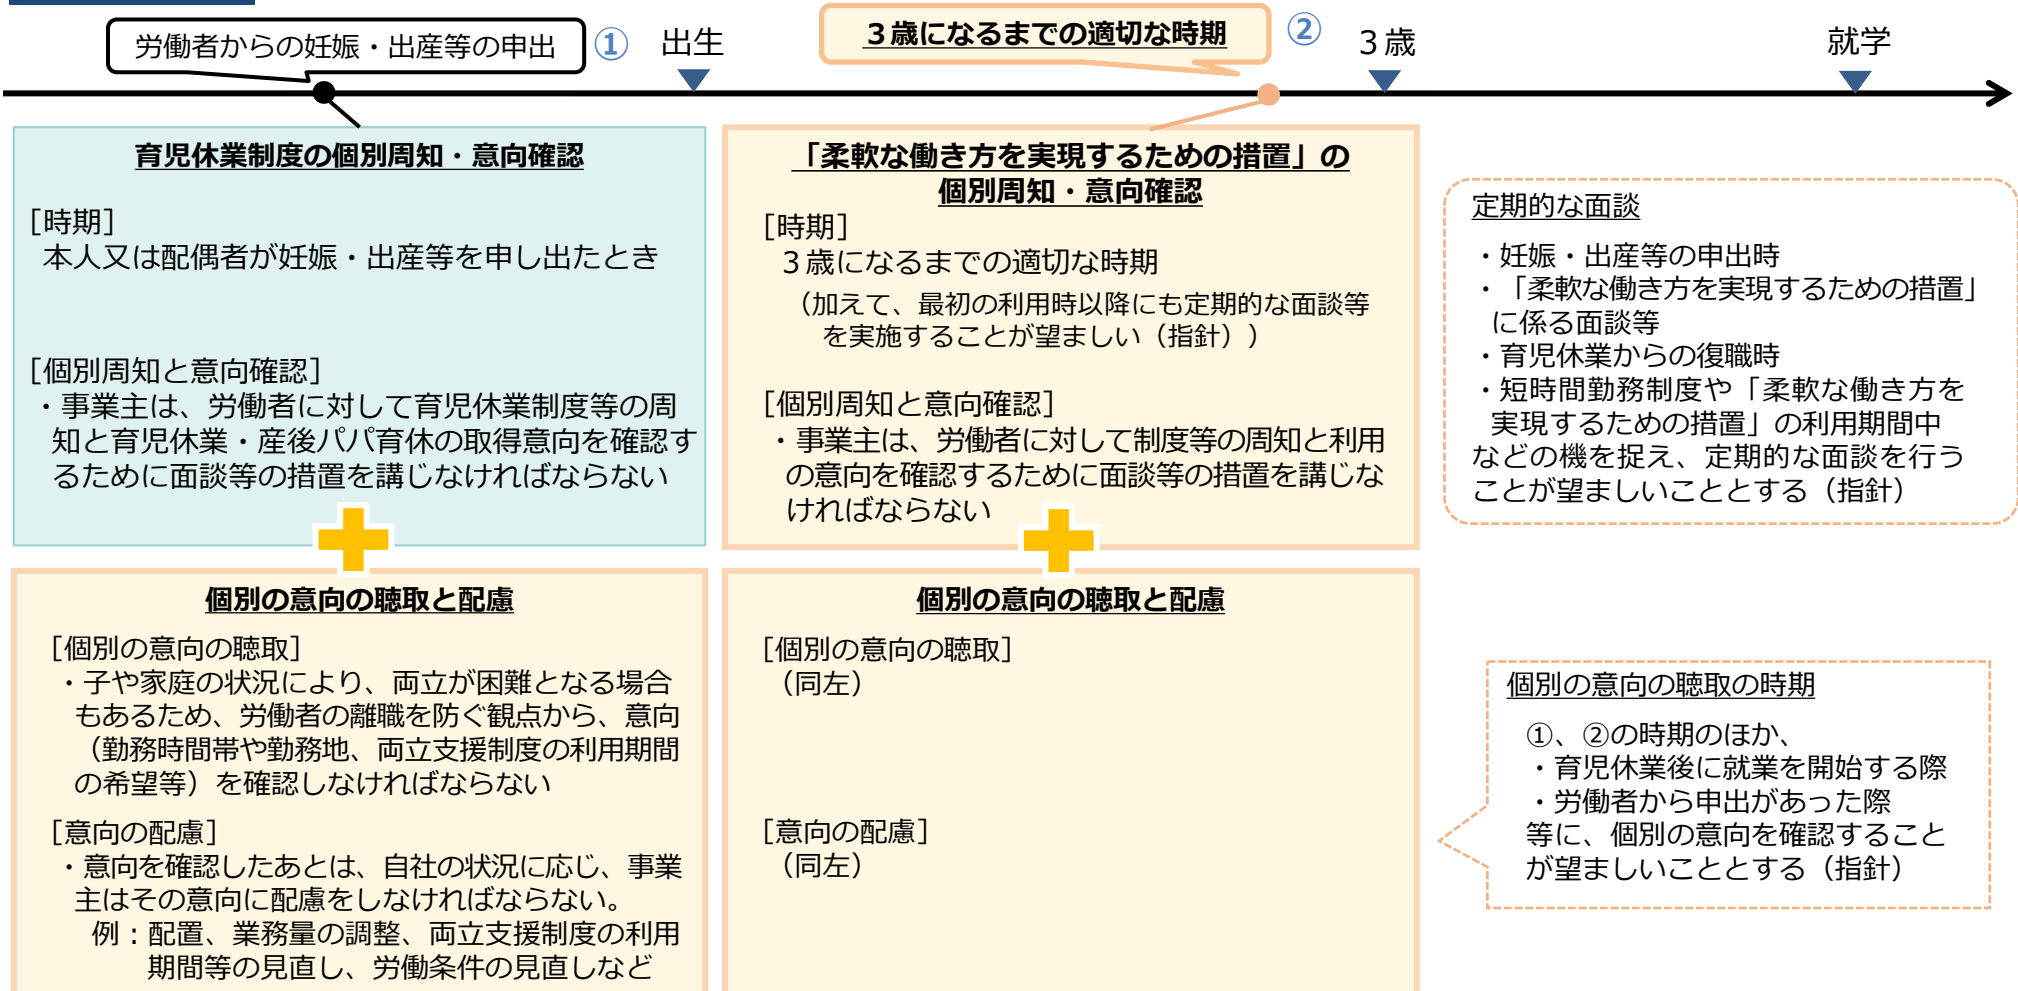 労働者からの妊娠・出産等の申出
①
出生
３歳になるまでの適切な時期
②
３歳
就学
育児休業制度の個別周知・意向確認
［時期］
本人又は配偶者が妊娠・出産等を申し出たとき
［個別周知と意向確認］
・事業主は、労働者に対して育児休業制度等の周
知と育児休業・産後パパ育休の取得意向を確認す
るために面談等の措置を講じなければならない
個別の意向の聴取と配慮
［個別の意向の聴取］
・子や家庭の状況により、両立が困難となる場合
もあるため、労働者の離職を防ぐ観点から、意向
（勤務時間帯や勤務地、両立支援制度の利用期間
の希望等）を確認しなければならない
［意向の配慮］
・意向を確認したあとは、自社の状況に応じ、事業
主はその意向に配慮をしなければならない。
例：配置、業務量の調整、両立支援制度の利用
期間等の見直し、労働条件の見直しなど
「柔軟な働き方を実現するための措置」の
個別周知・意向確認
［時期］
３歳になるまでの適切な時期
（加えて、最初の利用時以降にも定期的な面談等
を実施することが望ましい（指針））
［個別周知と意向確認］
・事業主は、労働者に対して制度等の周知と利用
の意向を確認するために面談等の措置を講じな
ければならない
個別の意向の聴取と配慮
［個別の意向の聴取］
（同左）
［意向の配慮］
（同左）
定期的な面談
・妊娠・出産等の申出時
・「柔軟な働き方を実現するための措置」
に係る面談等
・育児休業からの復職時
・短時間勤務制度や「柔軟な働き方を
実現するための措置」の利用期間中
などの機を捉え、定期的な面談を行う
ことが望ましいこととする（指針）
個別の意向の聴取の時期
①、②の時期のほか、
・育児休業後に就業を開始する際
・労働者から申出があった際
等に、個別の意向を確認すること
が望ましいこととする（指針）